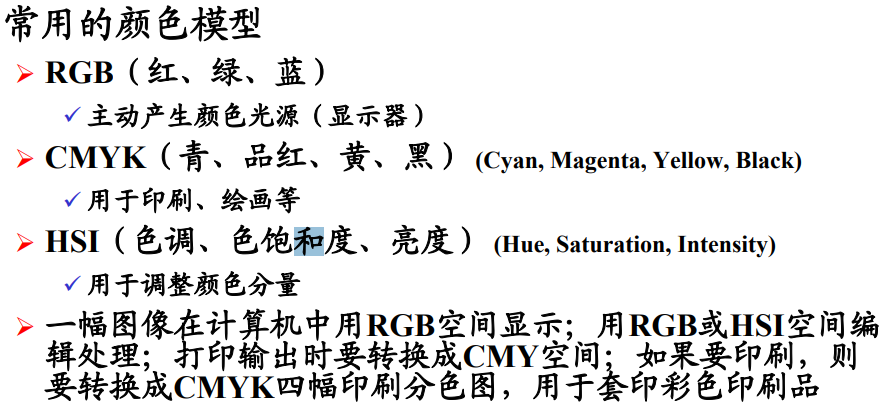 常用的颜色模型
➢ RGB（红、绿、蓝）
✓ 主动产生颜色光源（显示器）
➢ CMYK（青、品红、黄、黑）(Cyan, Magenta, Yellow, Black)
✓ 用于印刷、绘画等
➢ HSI（色调、色饱和度、亮度）(Hue, Saturation, Intensity)
✓ 用于调整颜色分量
➢ 一幅图像在计算机中用RGB空间显示；用RGB或HSI空间编
辑处理；打印输出时要转换成CMY空间；如果要印刷，则
要转换成CMYK四幅印刷分色图，用于套印彩色印刷品